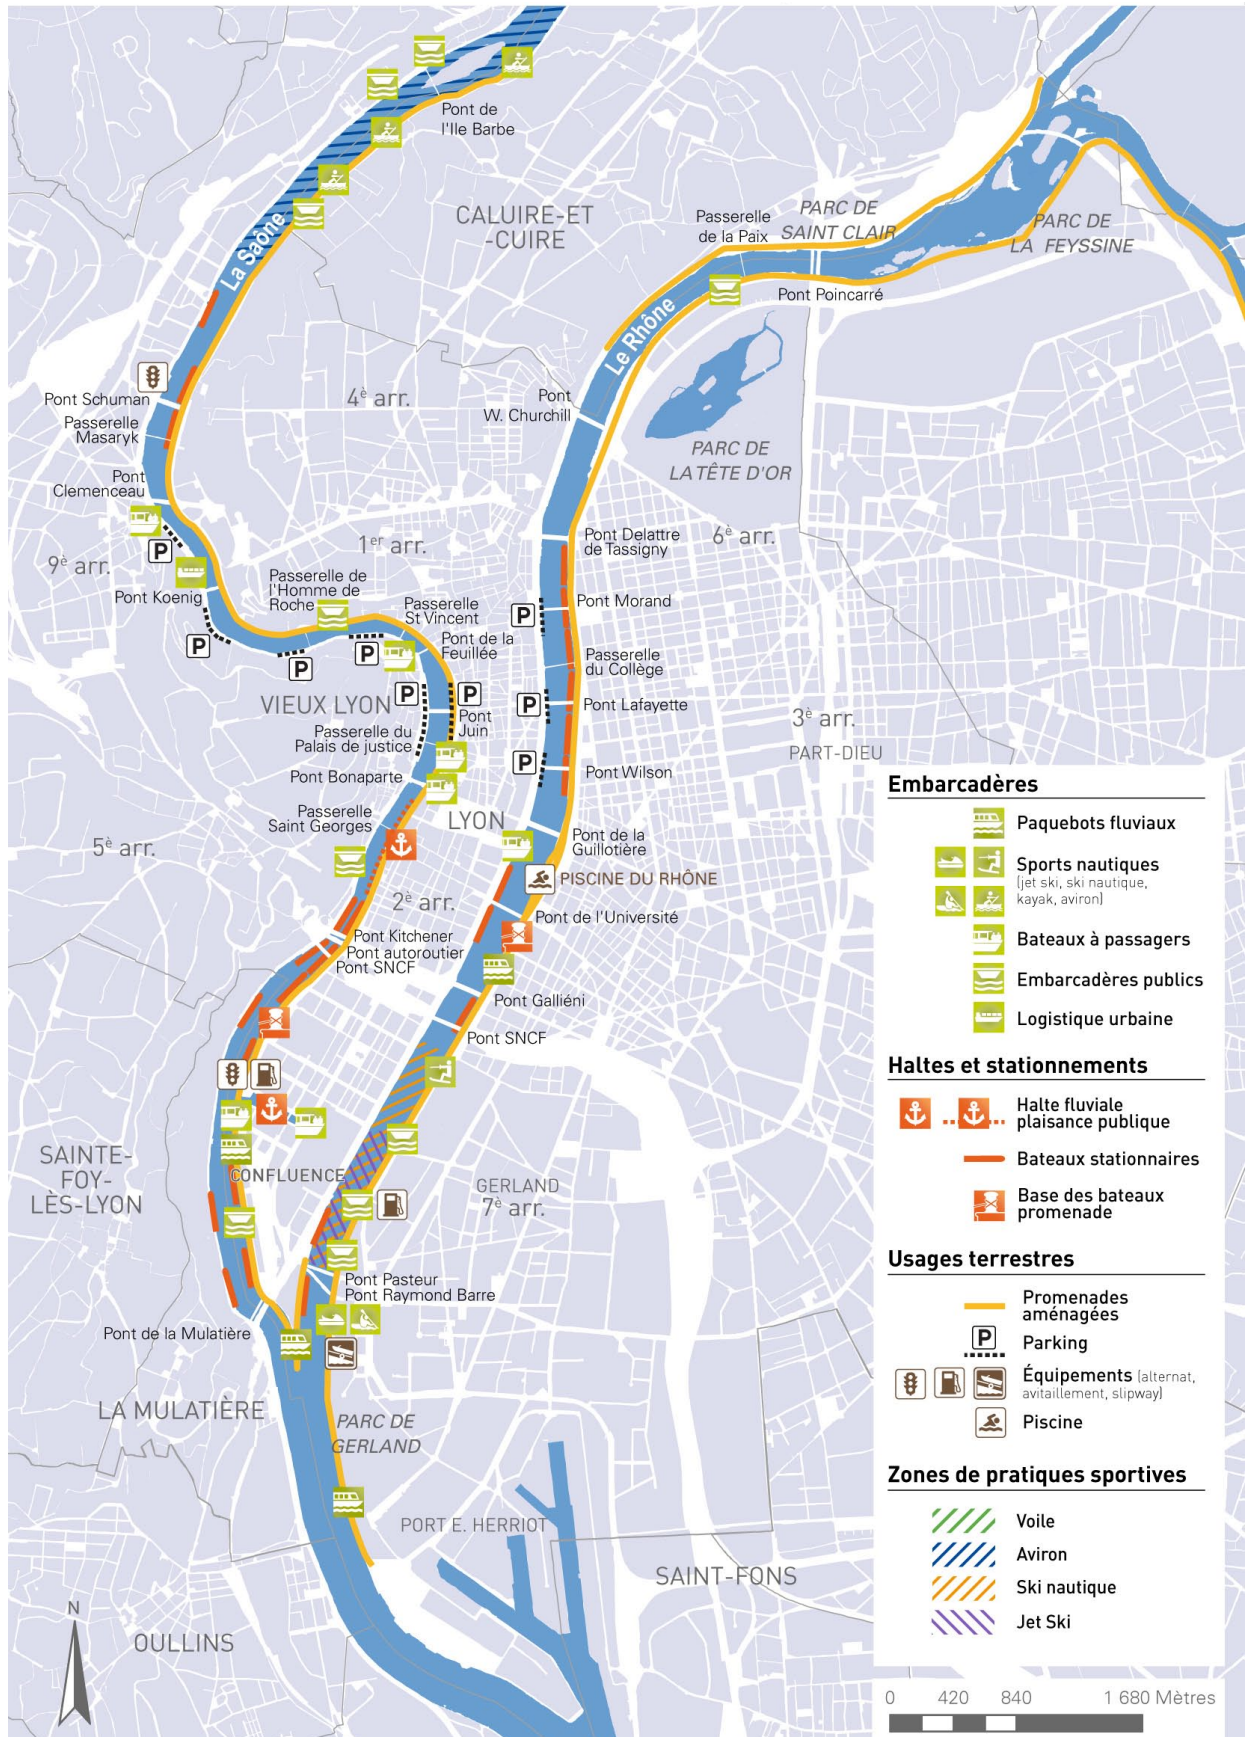 Pont de
l'Ile Barbe
La Saône
CALUIRE-ET
-CUIRE
Passerelle
de la Paix
PARC DE
SAINT CLAIR
PARC DE
LA FEYSSINE
Pont Poincarré
Le Rhône
Pont Schuman
Passerelle
Masaryk
4è arr.
Pont
W. Churchill
PARC DE
LA TÊTE D'OR
Pont
Clemenceau
P
9è arr.
1er arr.
Pont Delattre
de Tassigny
6è arr.
Pont Koenig
Passerelle de
l'Homme de
Roche
Passerelle
St Vincent
Pont de la
Feuillée
P
P
P
P
Pont Morand
Passerelle
du Collège
VIEUX LYON
P
P
Pont
Juin
P
Pont Lafayette
3è arr.
PART-DIEU
Passerelle du
Palais de justice
Pont Bonaparte
P
Pont Wilson
Passerelle
Saint Georges
LYON
5è arr.
Pont de la
Guillotière
PISCINE DU RHÔNE
2è arr.
Pont de l'Université
Pont Kitchener
Pont autoroutier
Pont SNCF
Pont Galliéni
Pont SNCF
SAINTE-
FOY-
LÈS-LYON
CONFLUENCE
GERLAND
7è arr.
Pont Pasteur
Pont Raymond Barre
Pont de la Mulatière
LA MULATIÈRE
PARC DE
GERLAND
PORT E. HERRIOT
SAINT-FONS
OULLINS
N
Embarcadères
Paquebots fluviaux
Sports nautiques
(jet ski, ski nautique,
kayak, aviron)
Bateaux à passagers
Embarcadères publics
Logistique urbaine
Haltes et stationnements
Halte fluviale
plaisance publique
Bateaux stationnaires
Base des bateaux
promenade
Usages terrestres
Promenades
aménagées
P
Parking
Équipements (alternat,
avitaillement, slipway)
Piscine
Zones de pratiques sportives
Voile
Aviron
Ski nautique
Jet Ski
0 420 840 1 680 Mètres